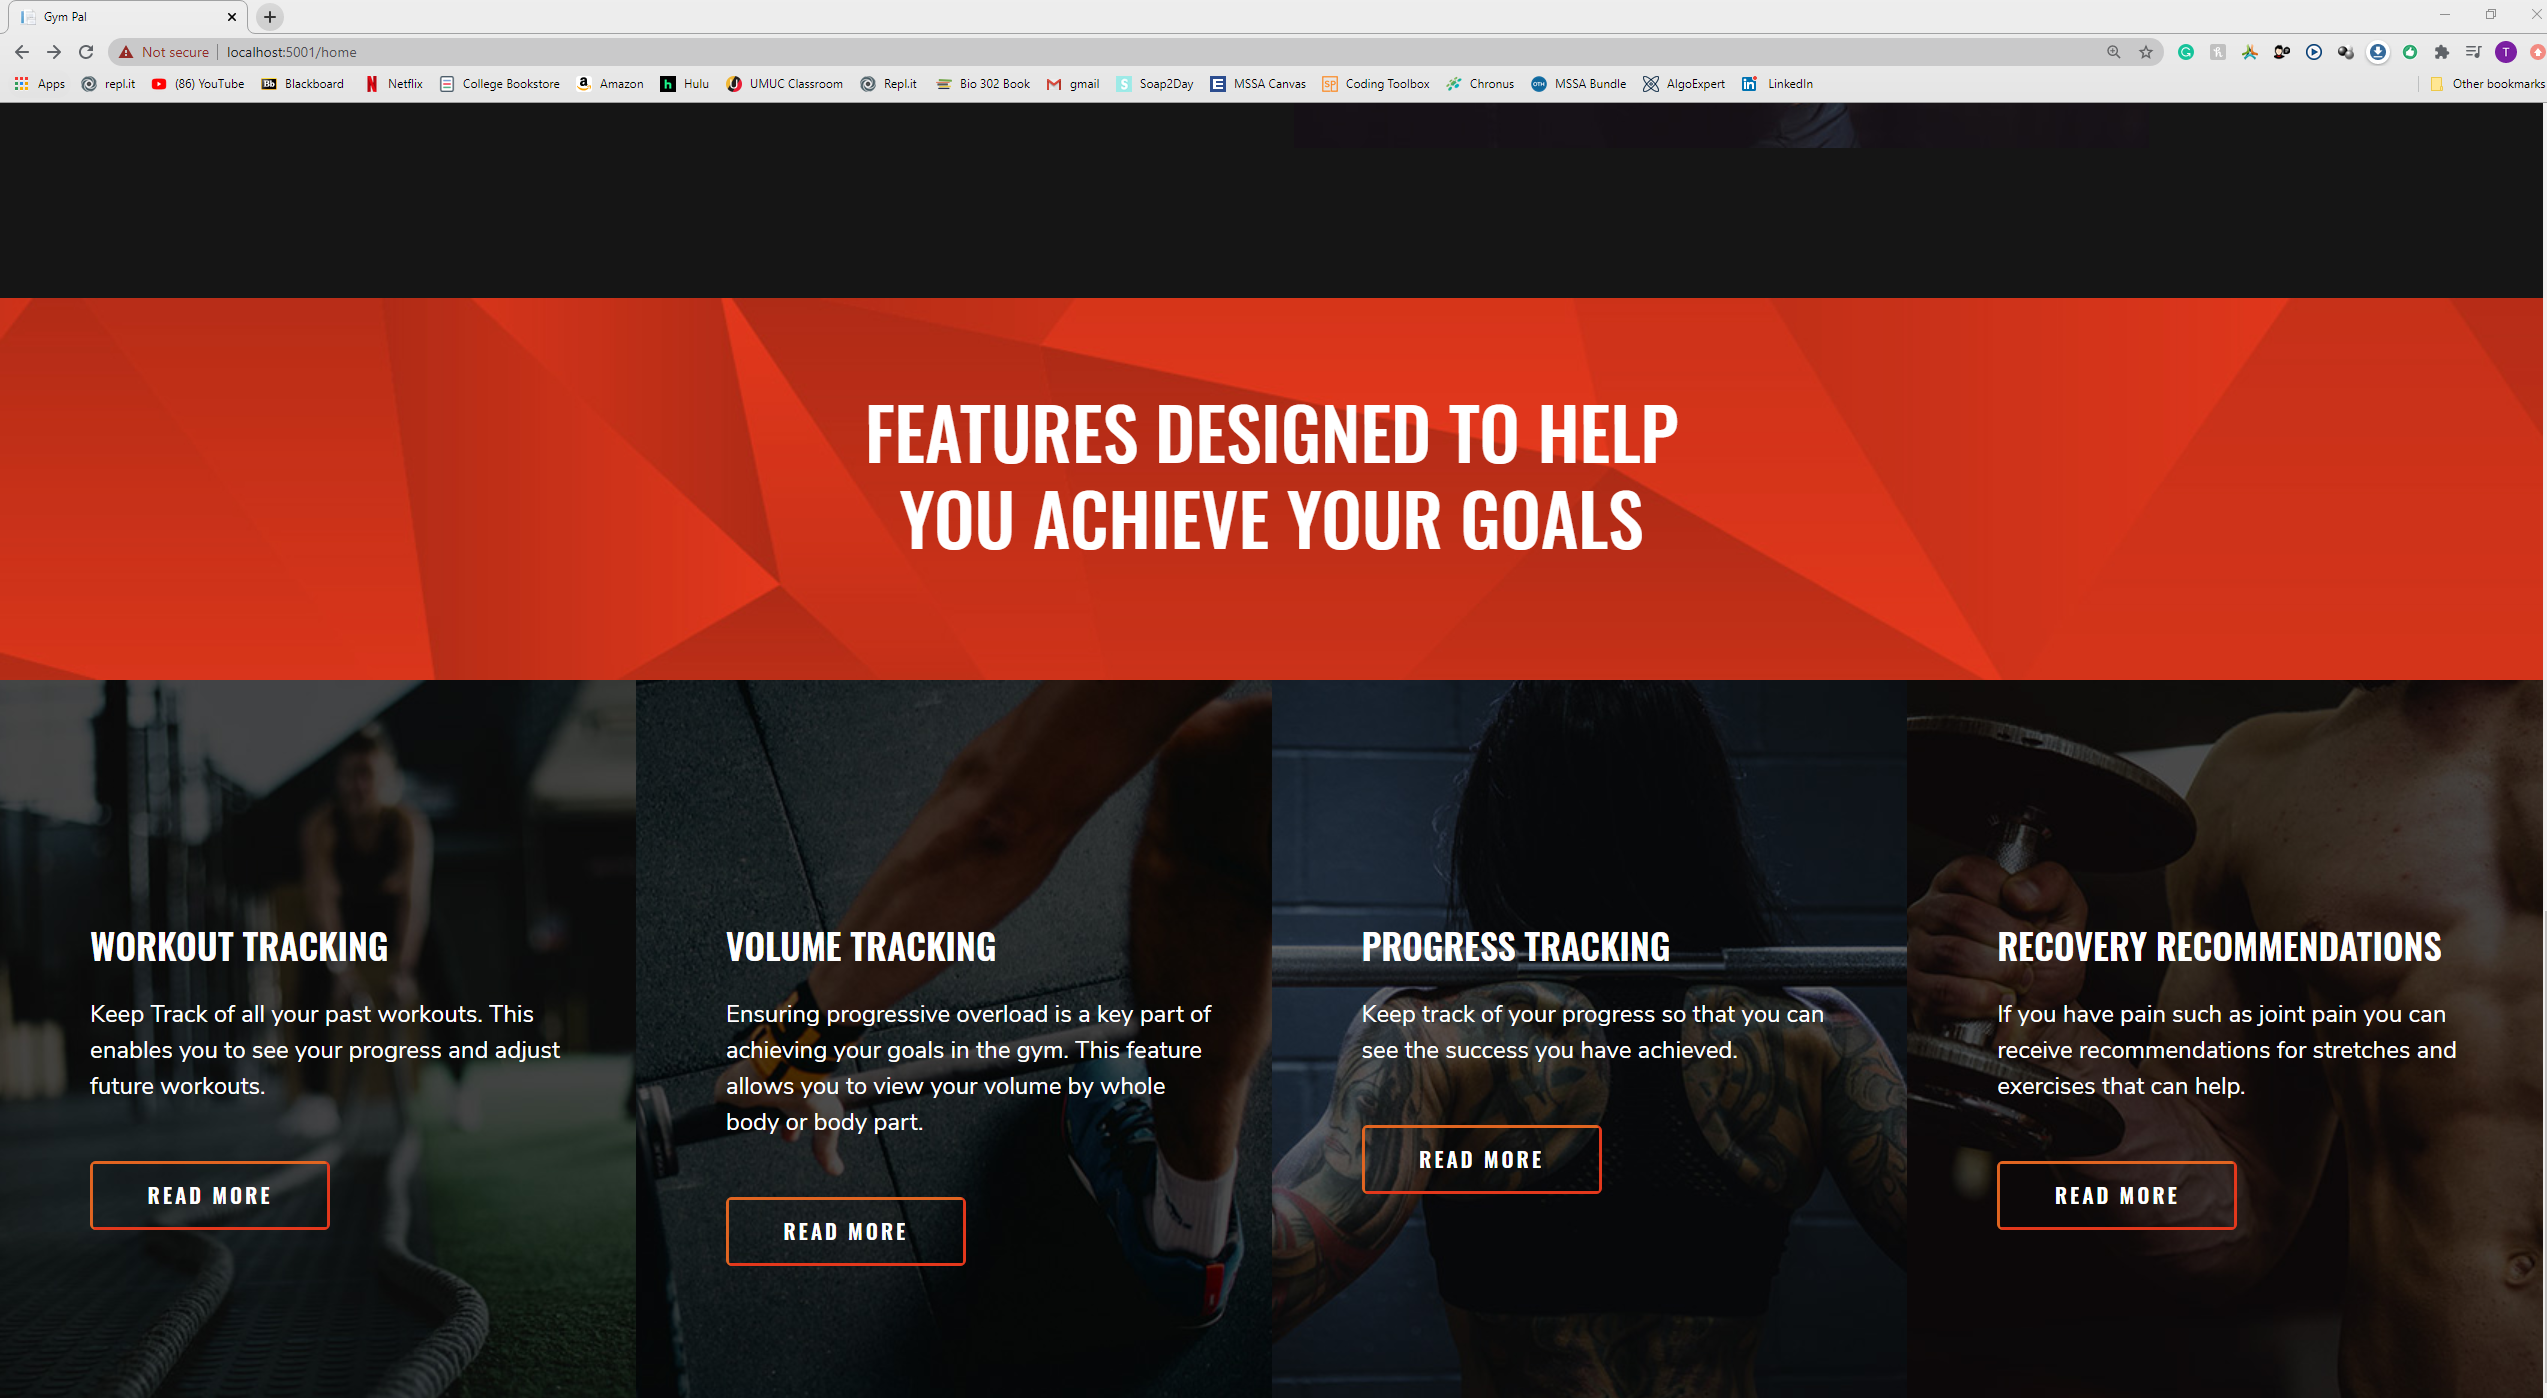 Gym Pal
Not secure localhost:5001/home
Apps repl.it (86) YouTube Blackboard Netflix College Bookstore Amazon Hulu UMUC Classroom Repl.it Bio 302 Book gmail Soap2Day MSSA Canvas Coding Toolbox Chronus MSSA Bundle AlgoExpert LinkedIn Other bookmarks
FEATURES DESIGNED TO HELP
YOU ACHIEVE YOUR GOALS
WORKOUT TRACKING
Keep Track of all your past workouts. This
enables you to see your progress and adjust
future workouts.
READ MORE
VOLUME TRACKING
Ensuring progressive overload is a key part of
achieving your goals in the gym. This feature
allows you to view your volume by whole
body or body part.
READ MORE
PROGRESS TRACKING
Keep track of your progress so that you can
see the success you have achieved.
READ MORE
RECOVERY RECOMMENDATIONS
If you have pain such as joint pain you can
receive recommendations for stretches and
exercises that can help.
READ MORE